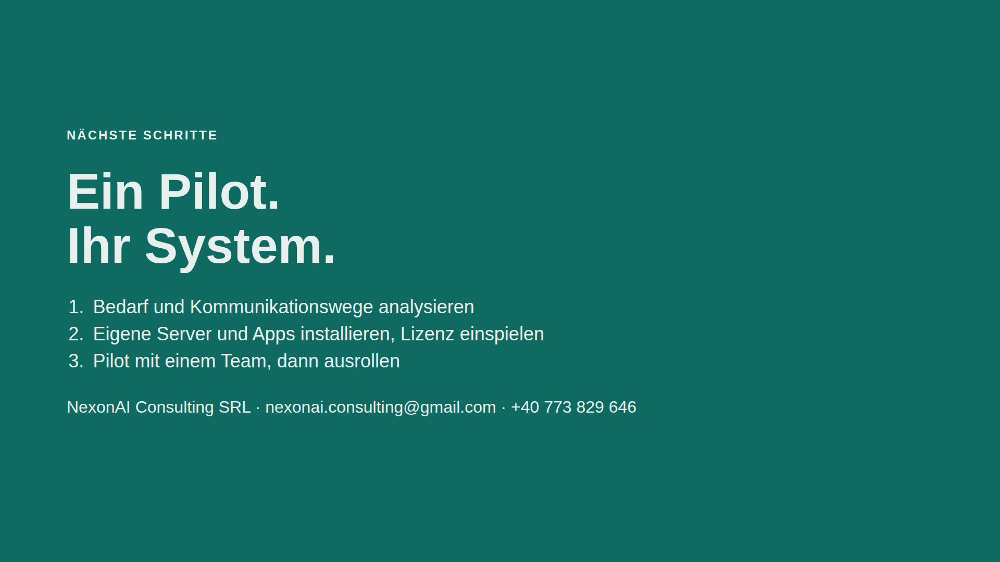 NÄCHSTE SCHRITTE
Ein Pilot.
Ihr System.
1. Bedarf und Kommunikationswege analysieren
2. Eigene Server und Apps installieren, Lizenz einspielen
3. Pilot mit einem Team, dann ausrollen
NexonAI Consulting SRL · nexonai.consulting@gmail.com · +40 773 829 646